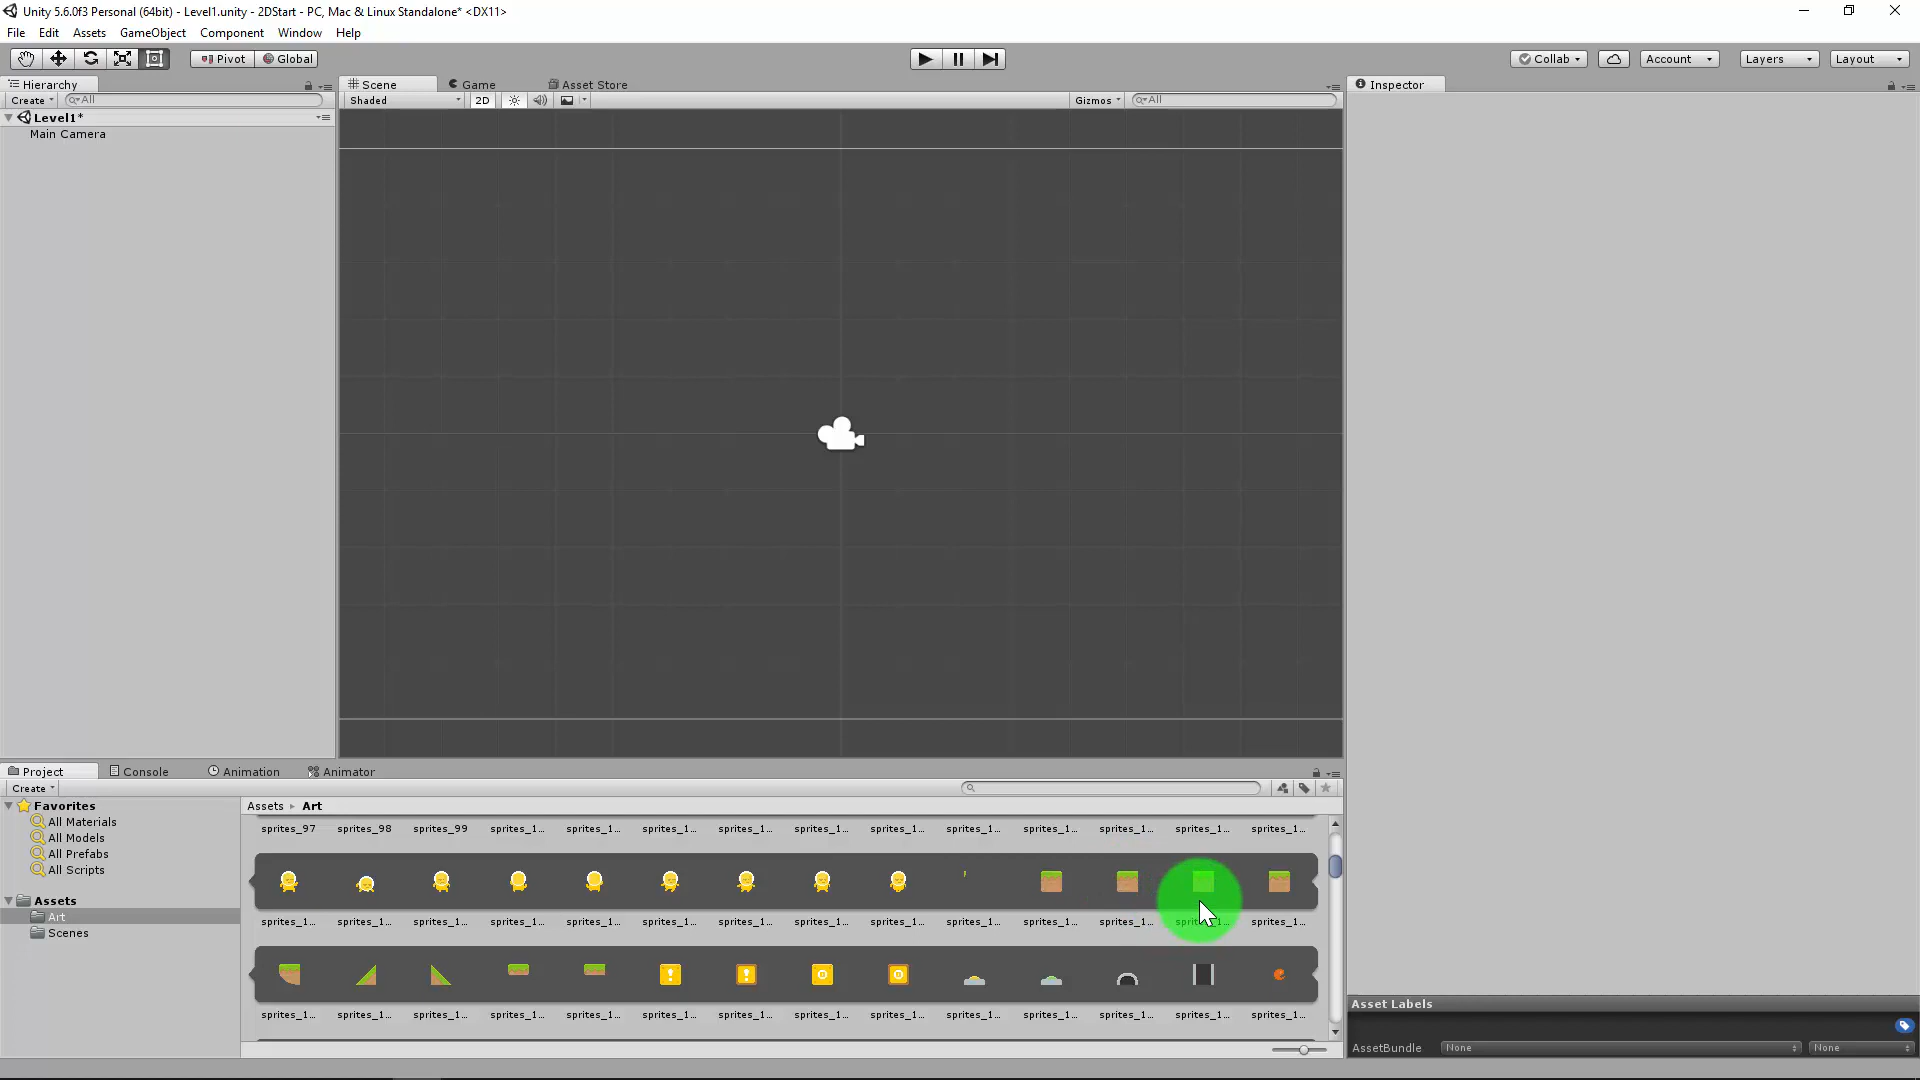 Unity 5.6.0f3 Personal (64bit) - Level1.unity - 2DStart - PC, Mac & Linux Standalone* <DX11>
File Edit Assets GameObject Component Window Help
Pivot Global Collab Account Layers Layout
Hierarchy Scene Game Asset Store Inspector
Create All Shaded 2D Gizmos All
Level1*
Main Camera
Project Console Animation Animator
Create
Favorites Assets Art
All Materials
All Models
All Prefabs
All Scripts
Assets
Art
Scenes
sprites_97 sprites_98 sprites_99 sprites_1... sprites_1... sprites_1... sprites_1... sprites_1... sprites_1... sprites_1... sprites_1... sprites_1... sprites_1... sprites_1...
sprites_1... sprites_1... sprites_1... sprites_1... sprites_1... sprites_1... sprites_1... sprites_1... sprites_1... sprites_1... sprites_1... sprites_1... sprites_1... sprites_1...
sprites_1... sprites_1... sprites_1... sprites_1... sprites_1... sprites_1... sprites_1... sprites_1... sprites_1... sprites_1... sprites_1... sprites_1... sprites_1... sprites_1...
Asset Labels
AssetBundle None None